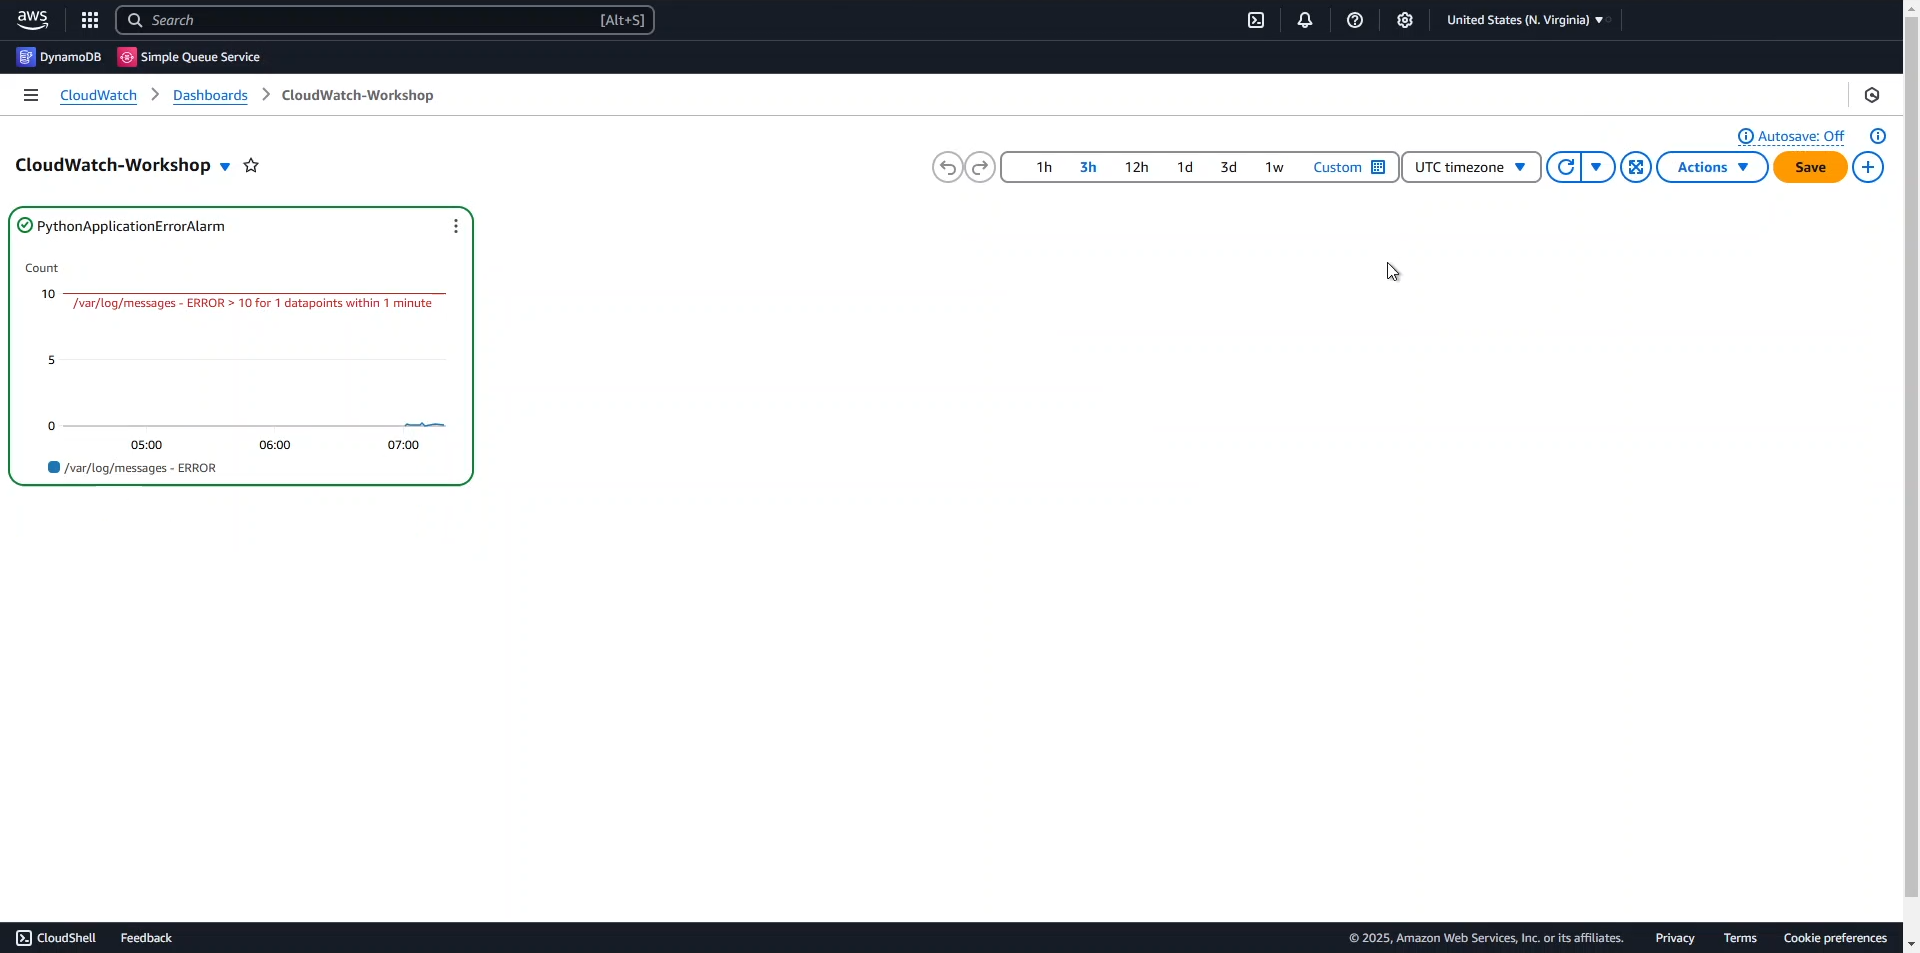 aws Search [Alt+S] United States (N. Virginia)
DynamoDB Simple Queue Service
CloudWatch Dashboards CloudWatch-Workshop
Autosave: Off
CloudWatch-Workshop 1h 3h 12h 1d 3d 1w Custom UTC timezone Actions Save
PythonApplicationErrorAlarm
Count
10
/var/log/messages - ERROR > 10 for 1 datapoints within 1 minute
5
0
05:00 06:00 07:00
/var/log/messages - ERROR
CloudShell Feedback © 2025, Amazon Web Services, Inc. or its affiliates. Privacy Terms Cookie preferences